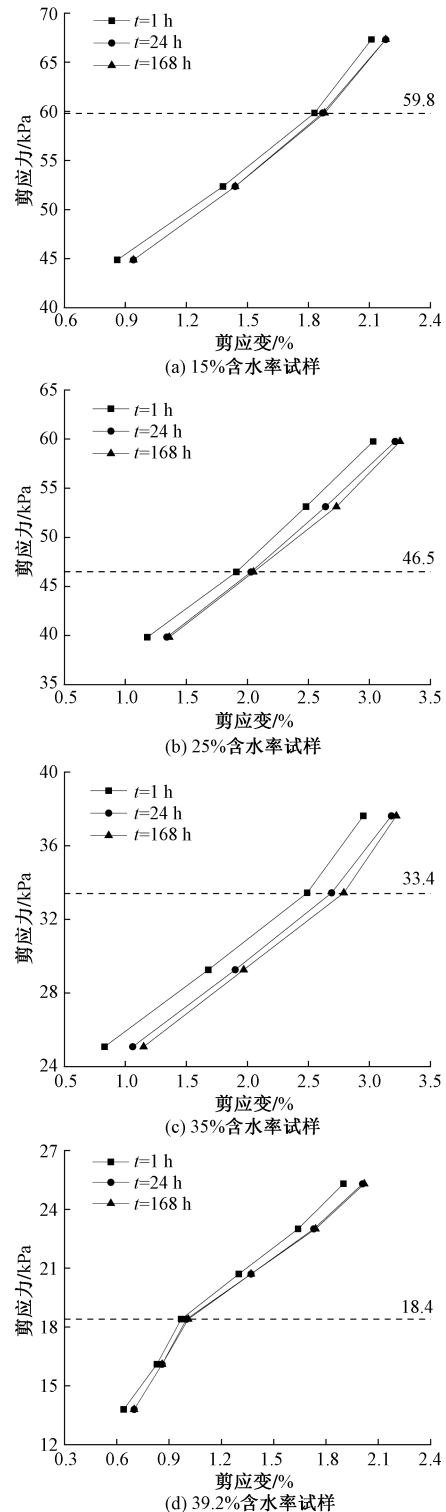 70
t=1 h
t=24 h
65
t=168 h
60
59.8
55
50
45
40
剪应力/kPa
0.6 0.9 1.2 1.5 1.8 2.1 2.4
剪应变/%
(a) 15%含水率试样
65
t=1 h
60
t=24 h
t=168 h
55
50
46.5
45
40
35
剪应力/kPa
0.5 1.0 1.5 2.0 2.5 3.0 3.5
剪应变/%
(b) 25%含水率试样
40
t=1 h
t=24 h
36
t=168 h
33.4
32
28
24
剪应力/kPa
0.5 1.0 1.5 2.0 2.5 3.0 3.5
剪应变/%
(c) 35%含水率试样
27
t=1 h
t=24 h
24
t=168 h
21
18.4
18
15
12
剪应力/kPa
0.3 0.6 0.9 1.2 1.5 1.8 2.1 2.4
剪应变/%
(d) 39.2%含水率试样